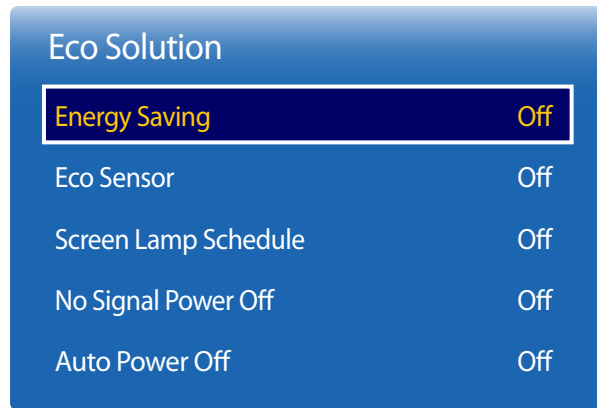 Eco Solution
Energy Saving Off
Eco Sensor Off
Screen Lamp Schedule Off
No Signal Power Off Off
Auto Power Off Off